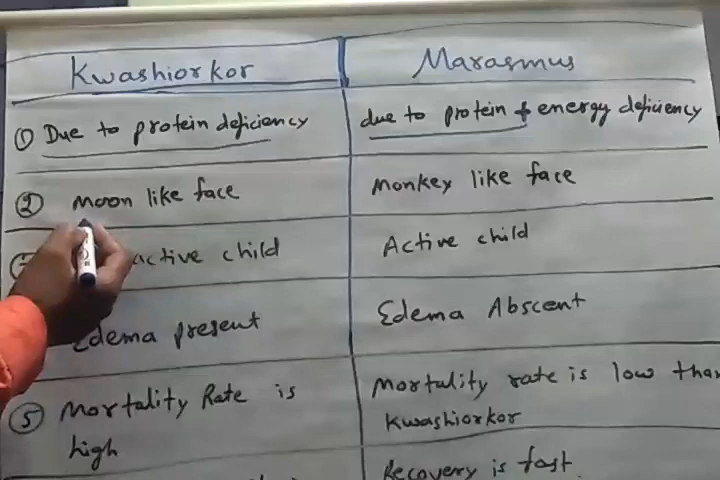 Kwashiorkor Marasmus
① Due to protein deficiency due to protein + energy deficiency
② Moon like face Monkey like face
active child Active child
Edema present Edema Abscent
⑤ Mortality Rate is Mortality rate is low than
high Kwashiorkor
Recovery is fast.